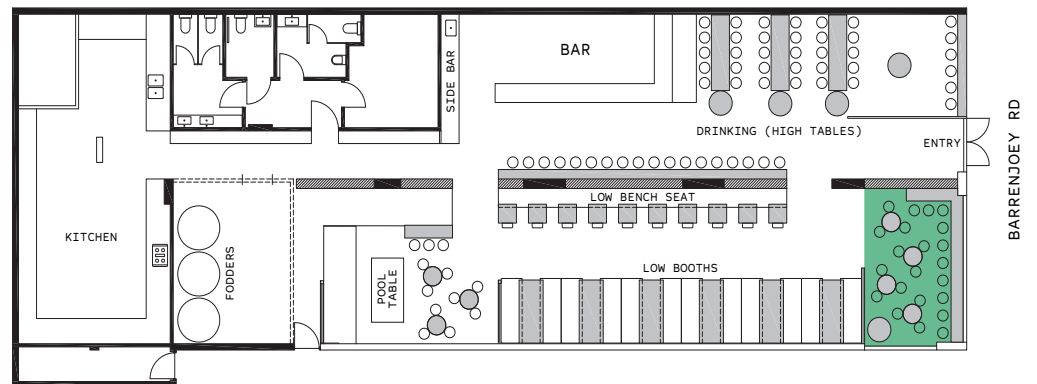 BAR
SIDE BAR
DRINKING (HIGH TABLES)
ENTRY
BARRENJOEY RD
LOW BENCH SEAT
KITCHEN
FODDERS
POOL
TABLE
LOW BOOTHS